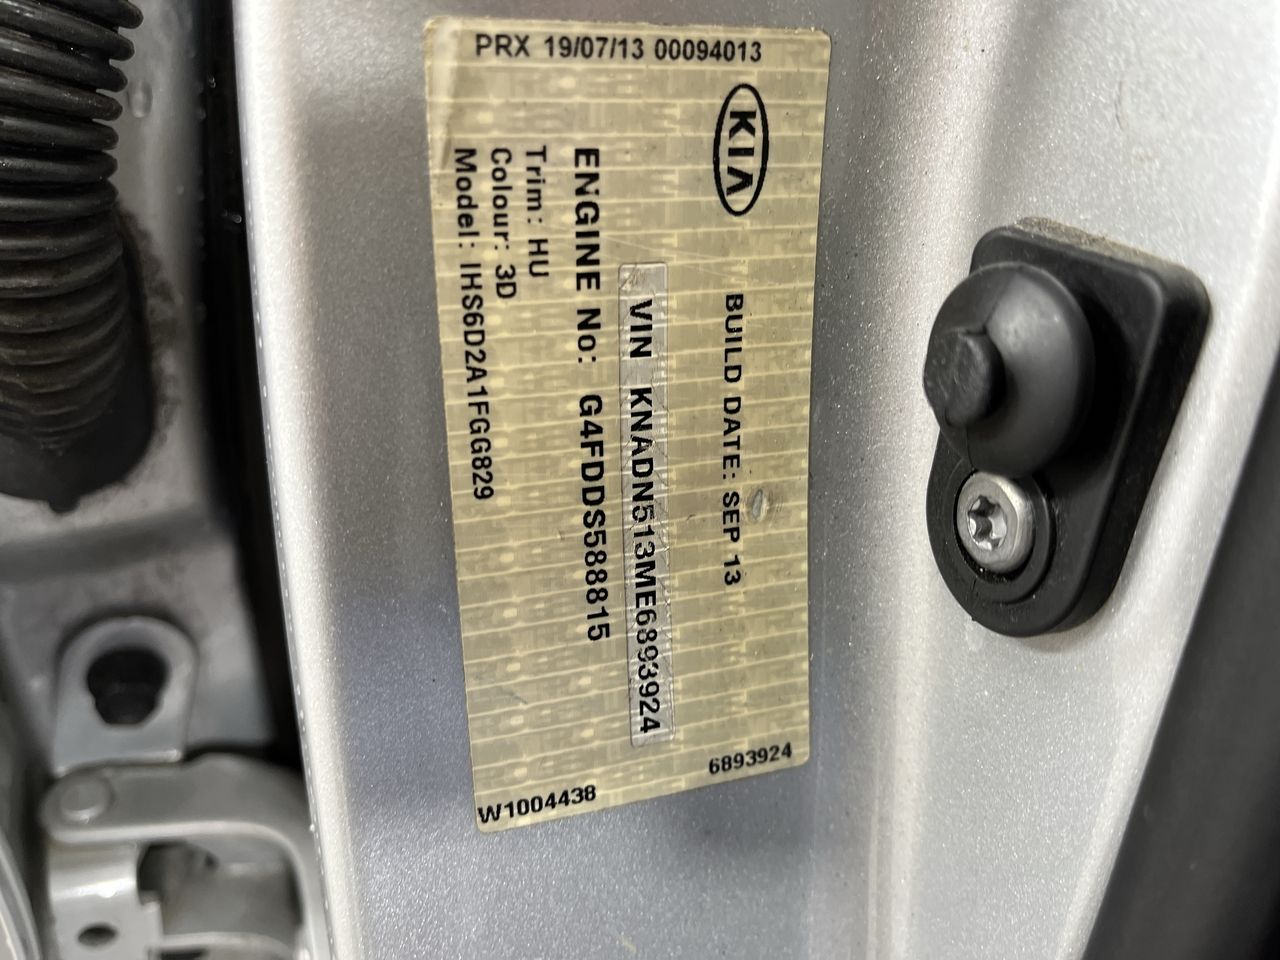 PRX 19/07/13 00094013
KIA
BUILD DATE: SEP 13
VIN KNADN513ME6893924
ENGINE No: G4FDDS588815
Trim: HU
Colour: 3D
Model: IHS6D2A1FGG829
6893924
W1004438